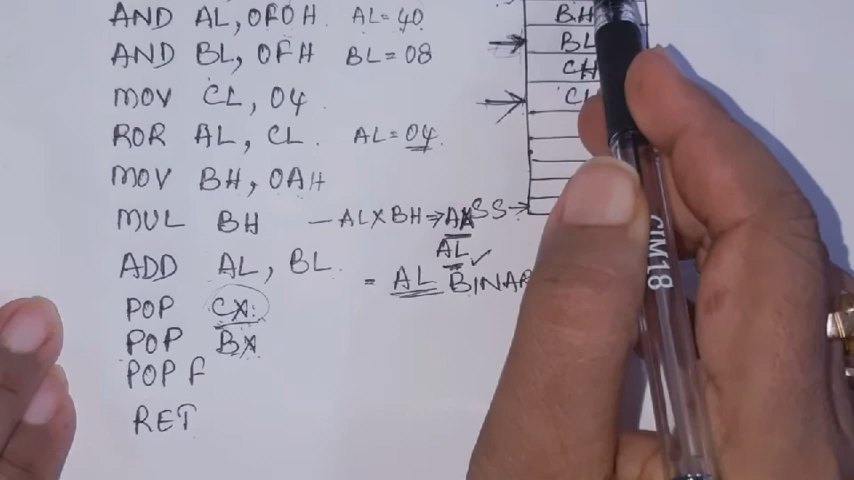 AND AL, 0F0H AL=40
AND BL, 0FH BL=08
MOV CL, 04
ROR AL, CL. AL=04
MOV BH, 0AH
MUL BH — AL X BH ⇒ AX
AL ✓
ADD AL, BL. = AL BINAR
POP CX
POP BX
POP F
RET
BH
BL
CH
CL
SS→
CIM18